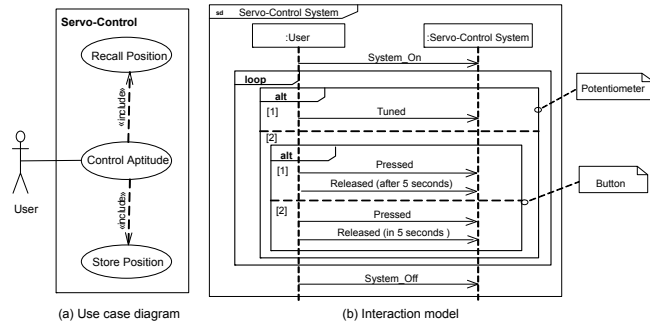 Servo-Control
Recall Position
«include»
Control Aptitude
User
«include»
Store Position
(a) Use case diagram
sd Servo-Control System
:User
:Servo-Control System
System_On
loop
alt
[1]
Tuned
Potentiometer
[2]
alt
[1]
Pressed
Released (after 5 seconds)
Button
[2]
Pressed
Released (in 5 seconds )
System_Off
(b) Interaction model